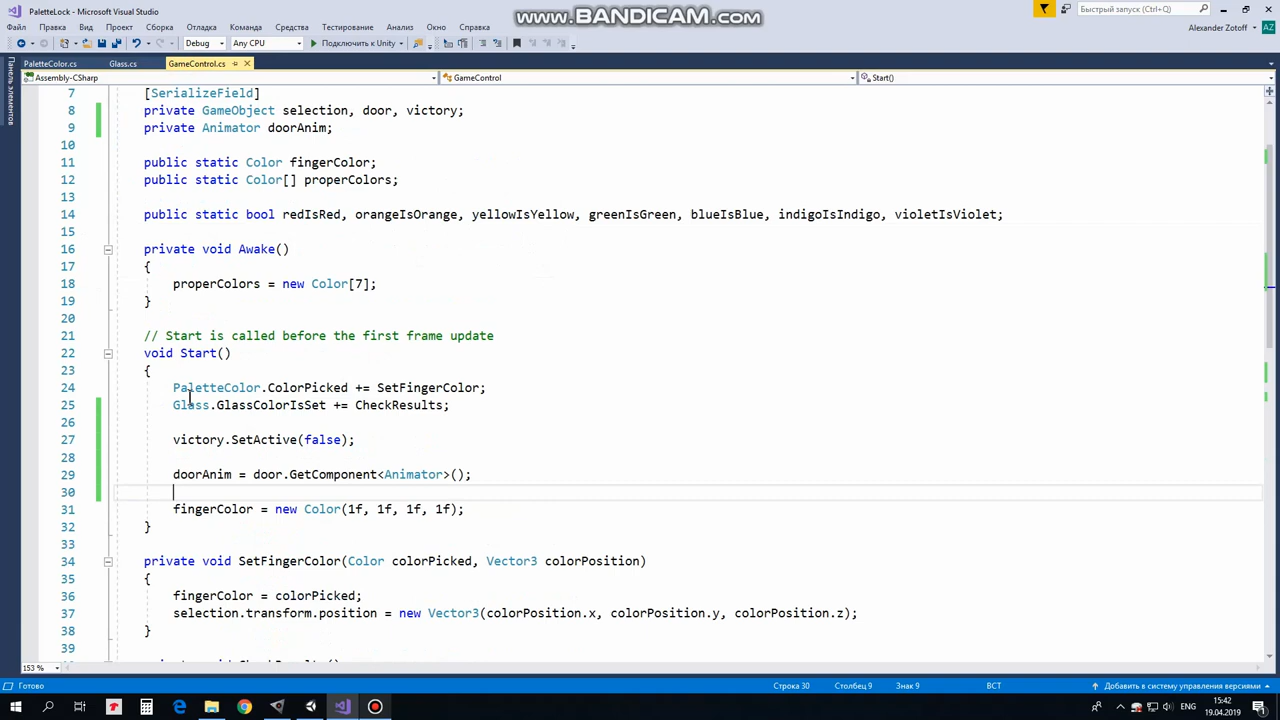 PaletteLock - Microsoft Visual Studio
www.BANDICAM.com
Быстрый запуск (Ctrl+Q)
Файл Правка Вид Проект Сборка Отладка Команда Средства Тест Анализ Окно Справка
Alexander Zotoff AZ
Debug Any CPU Подключить к Unity
Панель элементов
PaletteColor.cs Glass.cs GameControl.cs
Assembly-CSharp GameControl Start()
7 [SerializeField]
8 private GameObject selection, door, victory;
9 private Animator doorAnim;
10
11 public static Color fingerColor;
12 public static Color[] properColors;
13
14 public static bool redIsRed, orangeIsOrange, yellowIsYellow, greenIsGreen, blueIsBlue, indigoIsIndigo, violetIsViolet;
15
16 private void Awake()
17 {
18 properColors = new Color[7];
19 }
20
21 // Start is called before the first frame update
22 void Start()
23 {
24 PaletteColor.ColorPicked += SetFingerColor;
25 Glass.GlassColorIsSet += CheckResults;
26
27 victory.SetActive(false);
28
29 doorAnim = door.GetComponent<Animator>();
30
31 fingerColor = new Color(1f, 1f, 1f, 1f);
32 }
33
34 private void SetFingerColor(Color colorPicked, Vector3 colorPosition)
35 {
36 fingerColor = colorPicked;
37 selection.transform.position = new Vector3(colorPosition.x, colorPosition.y, colorPosition.z);
38 }
39
153 %
Готово Строка 30 Столбец 9 Знак 9 ВСТ Добавить в систему управления версиями
ENG 15:42
19.04.2019